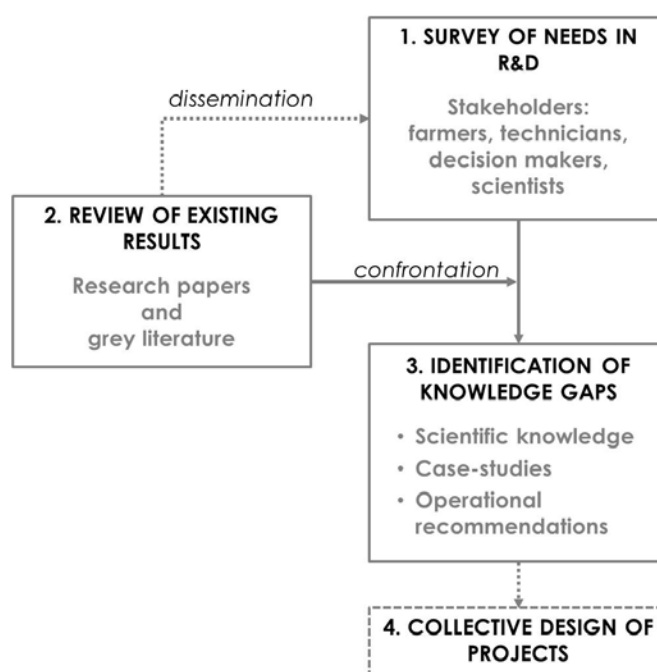 1. SURVEY OF NEEDS IN
R&D
Stakeholders:
farmers, technicians,
decision makers,
scientists
dissemination
2. REVIEW OF EXISTING
RESULTS
Research papers
and
grey literature
confrontation
3. IDENTIFICATION OF
KNOWLEDGE GAPS
• Scientific knowledge
• Case-studies
• Operational
recommendations
4. COLLECTIVE DESIGN OF
PROJECTS